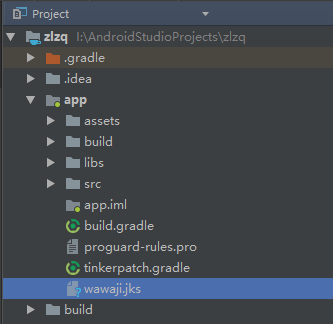 Project
zlzq I:\AndroidStudioProjects\zlzq
.gradle
.idea
app
assets
build
libs
src
app.iml
build.gradle
proguard-rules.pro
tinkerpatch.gradle
wawaji.jks
build